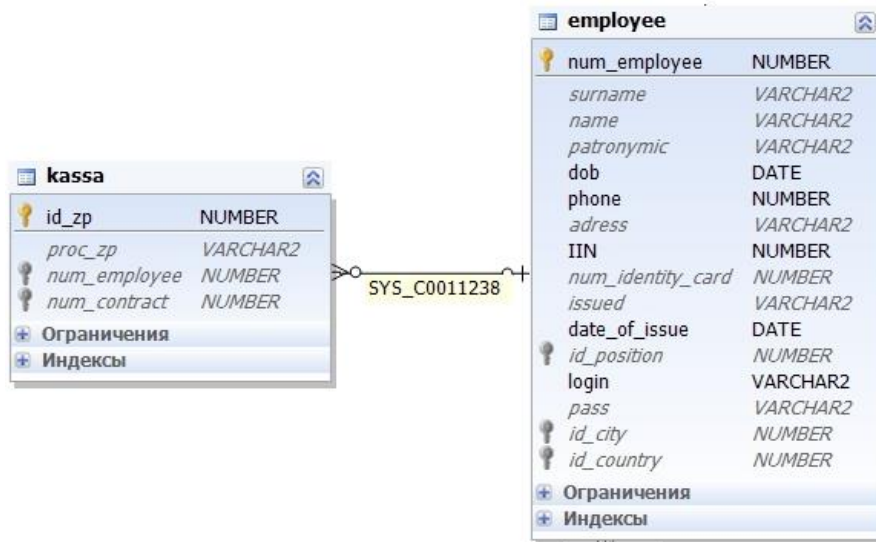 kassa
id_zp NUMBER
proc_zp VARCHAR2
num_employee NUMBER
num_contract NUMBER
Ограничения
Индексы
SYS_C0011238
employee
num_employee NUMBER
surname VARCHAR2
name VARCHAR2
patronymic VARCHAR2
dob DATE
phone NUMBER
adress VARCHAR2
IIN NUMBER
num_identity_card NUMBER
issued VARCHAR2
date_of_issue DATE
id_position NUMBER
login VARCHAR2
pass VARCHAR2
id_city NUMBER
id_country NUMBER
Ограничения
Индексы